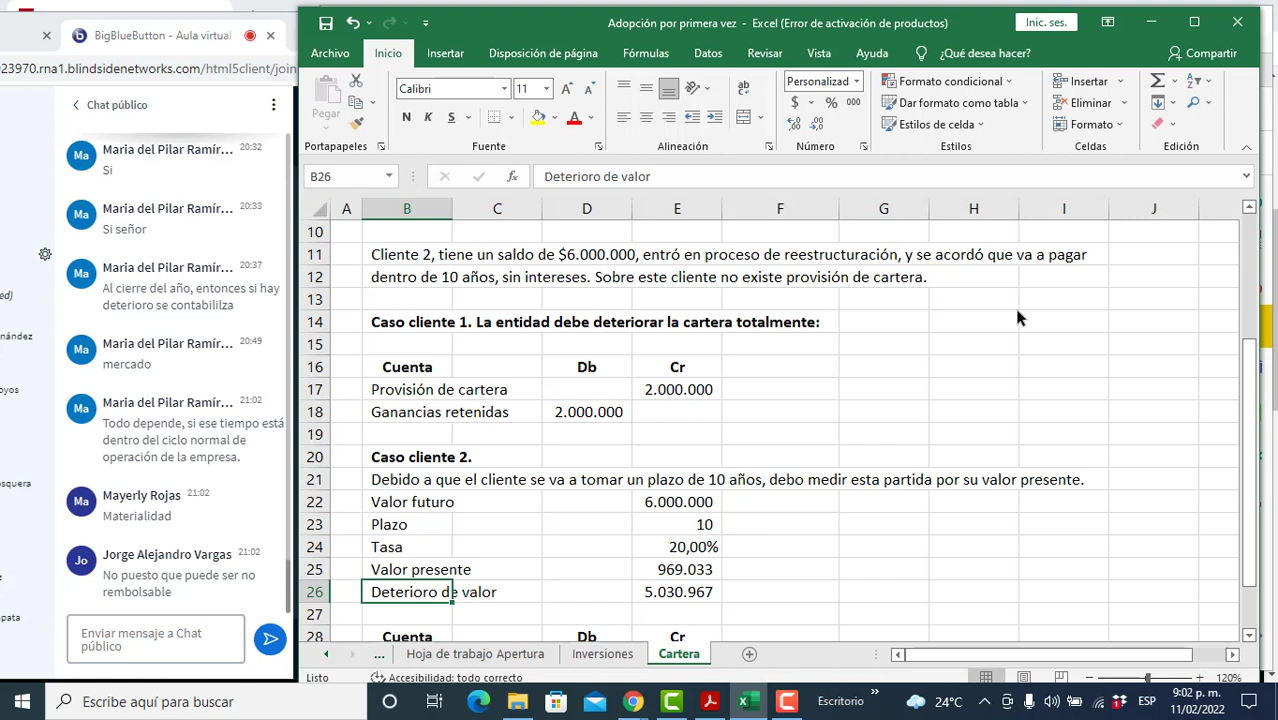 BigBlueButton - Aula virtual
23970.rna1.blindsidenetworks.com/html5client/join
Chat público
Maria del Pilar Ramír... 20:32
Si
Maria del Pilar Ramír... 20:33
Si señor
Maria del Pilar Ramír... 20:37
Al cierre del año, entonces si hay
deterioro se contabililza
Maria del Pilar Ramír... 20:49
mercado
Maria del Pilar Ramír... 21:02
Todo depende, si ese tiempo está
dentro del ciclo normal de
operación de la empresa.
Mayerly Rojas 21:02
Materialidad
Jorge Alejandro Vargas 21:02
No puesto que puede ser no
rembolsable
Enviar mensaje a Chat
público
Ma
Ma
Ma
Ma
Ma
Ma
Jo
ed)
rnández
oyos
squera
pata
Adopción por primera vez - Excel (Error de activación de productos)
Inic. ses.
Archivo Inicio Insertar Disposición de página Fórmulas Datos Revisar Vista Ayuda ¿Qué desea hacer? Compartir
Pegar
Calibri 11
N K S
Personalizad
$ % 000
Formato condicional
Dar formato como tabla
Estilos de celda
Insertar
Eliminar
Formato
Portapapeles Fuente Alineación Número Estilos Celdas Edición
B26 fx Deterioro de valor
A B C D E F G H I J
10
11 Cliente 2, tiene un saldo de $6.000.000, entró en proceso de reestructuración, y se acordó que va a pagar
12 dentro de 10 años, sin intereses. Sobre este cliente no existe provisión de cartera.
13
14 Caso cliente 1. La entidad debe deteriorar la cartera totalmente:
15
16 Cuenta Db Cr
17 Provisión de cartera 2.000.000
18 Ganancias retenidas 2.000.000
19
20 Caso cliente 2.
21 Debido a que el cliente se va a tomar un plazo de 10 años, debo medir esta partida por su valor presente.
22 Valor futuro 6.000.000
23 Plazo 10
24 Tasa 20,00%
25 Valor presente 969.033
26 Deterioro de valor 5.030.967
27
28 Cuenta Db Cr
... Hoja de trabajo Apertura Inversiones Cartera
Listo Accesibilidad: todo correcto 120%
Escribe aquí para buscar
Escritorio
24°C
ESP
9:02 p. m.
11/02/2022